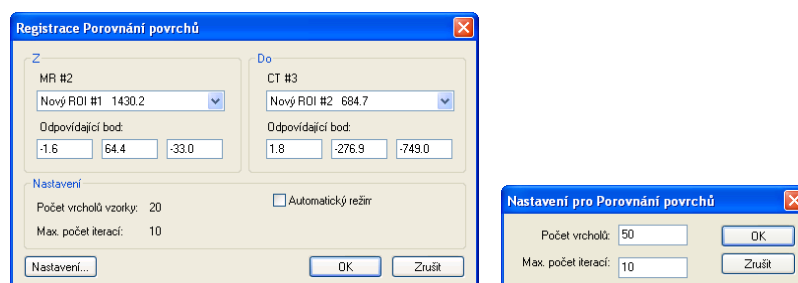 Registrace Porovnání povrchů
Z
MR #2
Nový ROI #1 1430.2
Odpovídající bod:
-1.6 64.4 -33.0
Do
CT #3
Nový ROI #2 684.7
Odpovídající bod:
1.8 -276.9 -749.0
Nastavení
Počet vrcholů vzorky: 20
Max. počet iterací: 10
Automatický režim
Nastavení... OK Zrušit
Nastavení pro Porovnání povrchů
Počet vrcholů: 50 OK
Max. počet iterací: 10 Zrušit